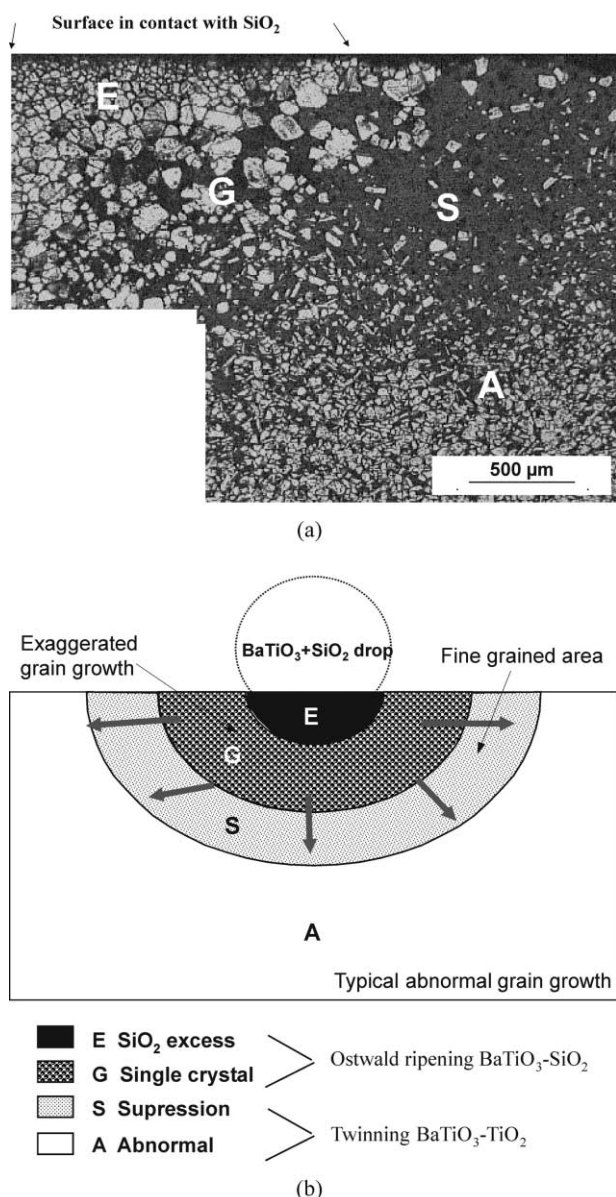 Surface in contact with SiO₂
E
G
S
A
500 µm
(a)
Exaggerated
grain growth
BaTiO₃+SiO₂ drop
Fine grained area
E
G
S
A
Typical abnormal grain growth
E SiO₂ excess
G Single crystal
Ostwald ripening BaTiO₃-SiO₂
S Supression
A Abnormal
Twinning BaTiO₃-TiO₂
(b)